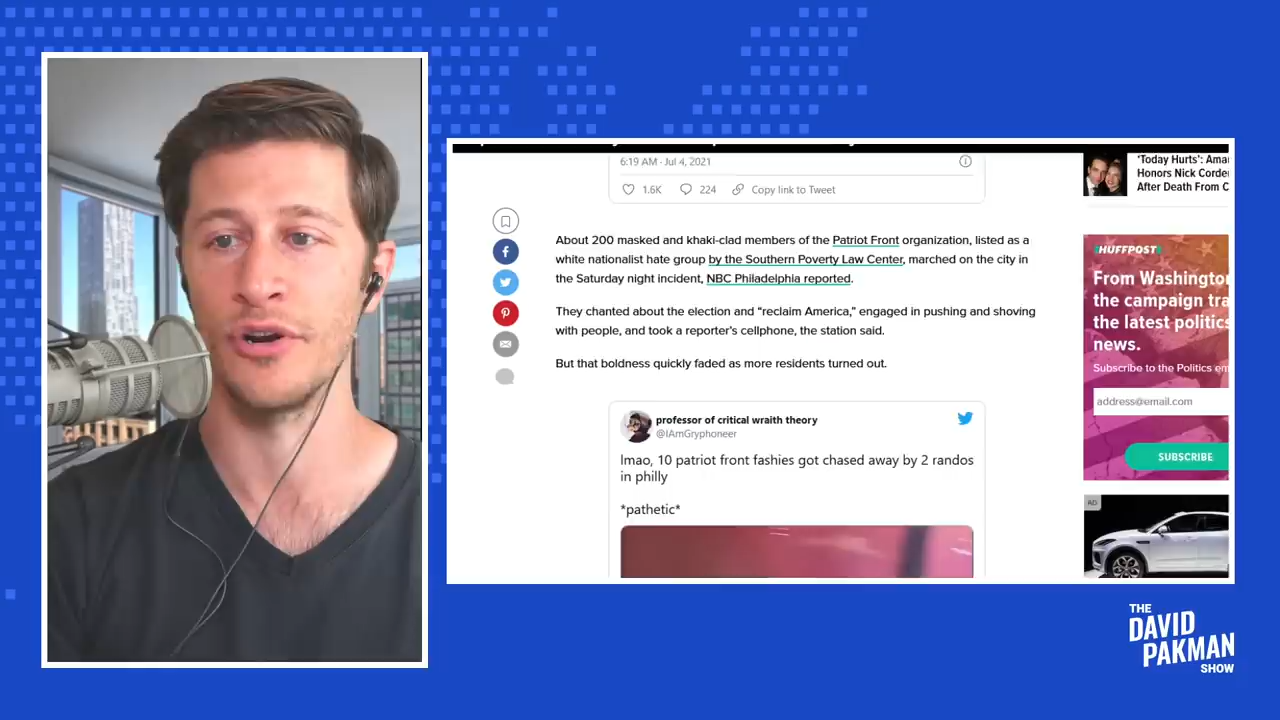 6:19 AM · Jul 4, 2021
1.6K 224 Copy link to Tweet
About 200 masked and khaki-clad members of the Patriot Front organization, listed as a
white nationalist hate group by the Southern Poverty Law Center, marched on the city in
the Saturday night incident, NBC Philadelphia reported.
They chanted about the election and “reclaim America,” engaged in pushing and shoving
with people, and took a reporter’s cellphone, the station said.
But that boldness quickly faded as more residents turned out.
professor of critical wraith theory
@IAmGryphoneer
lmao, 10 patriot front fashies got chased away by 2 randos
in philly
*pathetic*
‘Today Hurts’: Aman
Honors Nick Corder
After Death From C
HUFFPOST
From Washington
the campaign tra
the latest politics
news.
Subscribe to the Politics em
address@email.com
SUBSCRIBE
AD
THE
DAVID
PAKMAN
SHOW